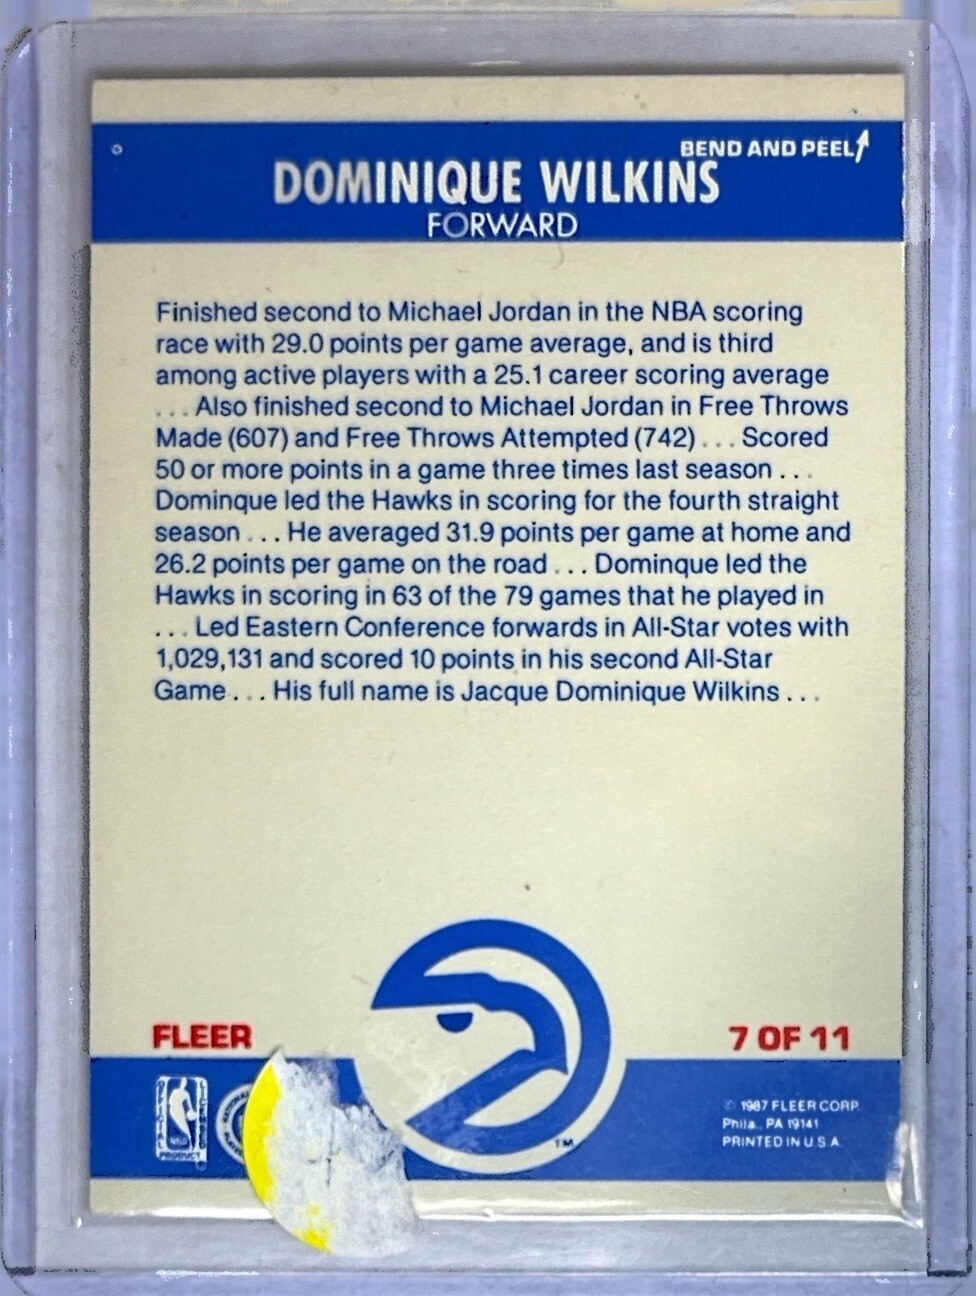 BEND AND PEEL
DOMINIQUE WILKINS
FORWARD
Finished second to Michael Jordan in the NBA scoring
race with 29.0 points per game average, and is third
among active players with a 25.1 career scoring average
... Also finished second to Michael Jordan in Free Throws
Made (607) and Free Throws Attempted (742) ... Scored
50 or more points in a game three times last season ...
Dominque led the Hawks in scoring for the fourth straight
season ... He averaged 31.9 points per game at home and
26.2 points per game on the road ... Dominque led the
Hawks in scoring in 63 of the 79 games that he played in
... Led Eastern Conference forwards in All-Star votes with
1,029,131 and scored 10 points in his second All-Star
Game ... His full name is Jacque Dominique Wilkins ...
FLEER
7 OF 11
NBA
PRODUCT
TM
© 1987 FLEER CORP.
Phila., PA 19141
PRINTED IN U.S.A.